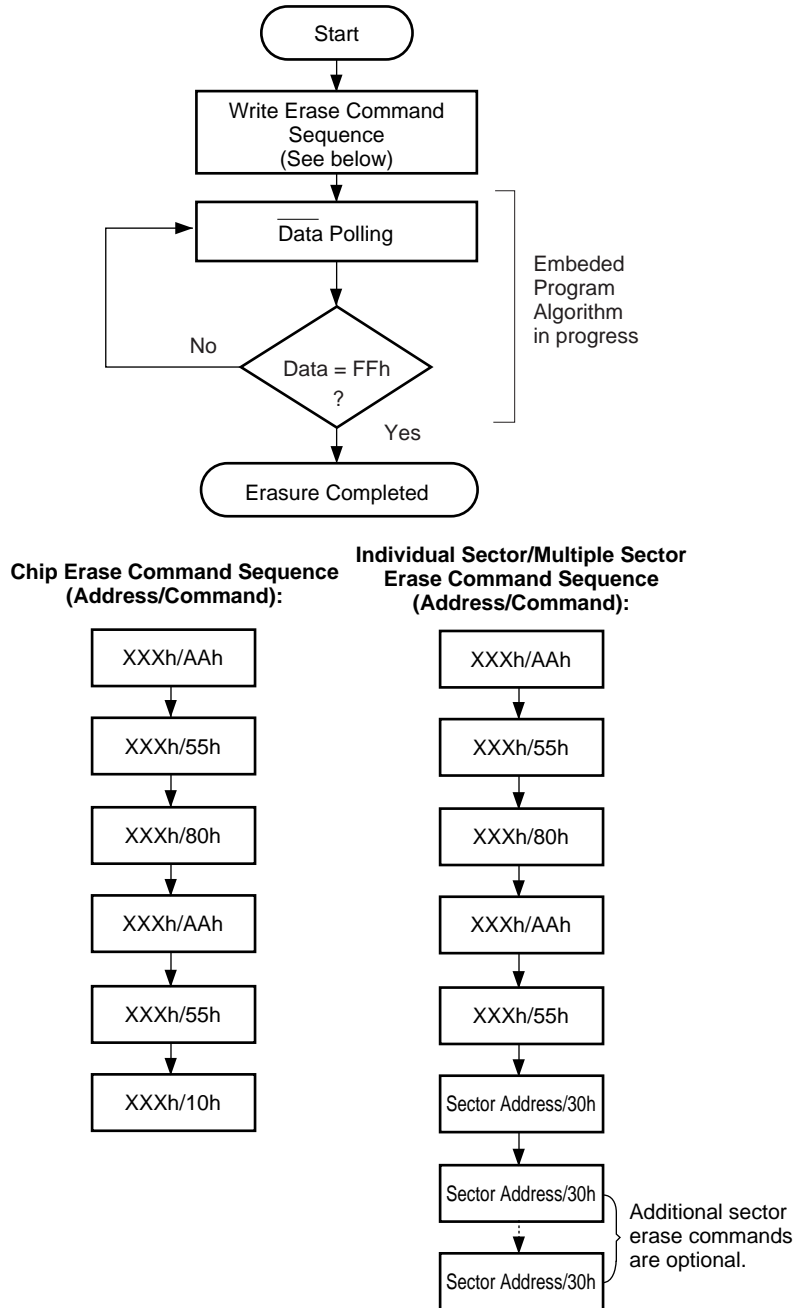 Start
Write Erase Command
Sequence
(See below)
Data Polling
Embeded
Program
Algorithm
in progress
No
Data = FFh
?
Yes
Erasure Completed
Chip Erase Command Sequence
(Address/Command):
XXXh/AAh
XXXh/55h
XXXh/80h
XXXh/AAh
XXXh/55h
XXXh/10h
Individual Sector/Multiple Sector
Erase Command Sequence
(Address/Command):
XXXh/AAh
XXXh/55h
XXXh/80h
XXXh/AAh
XXXh/55h
Sector Address/30h
Sector Address/30h
Sector Address/30h
Additional sector
erase commands
are optional.